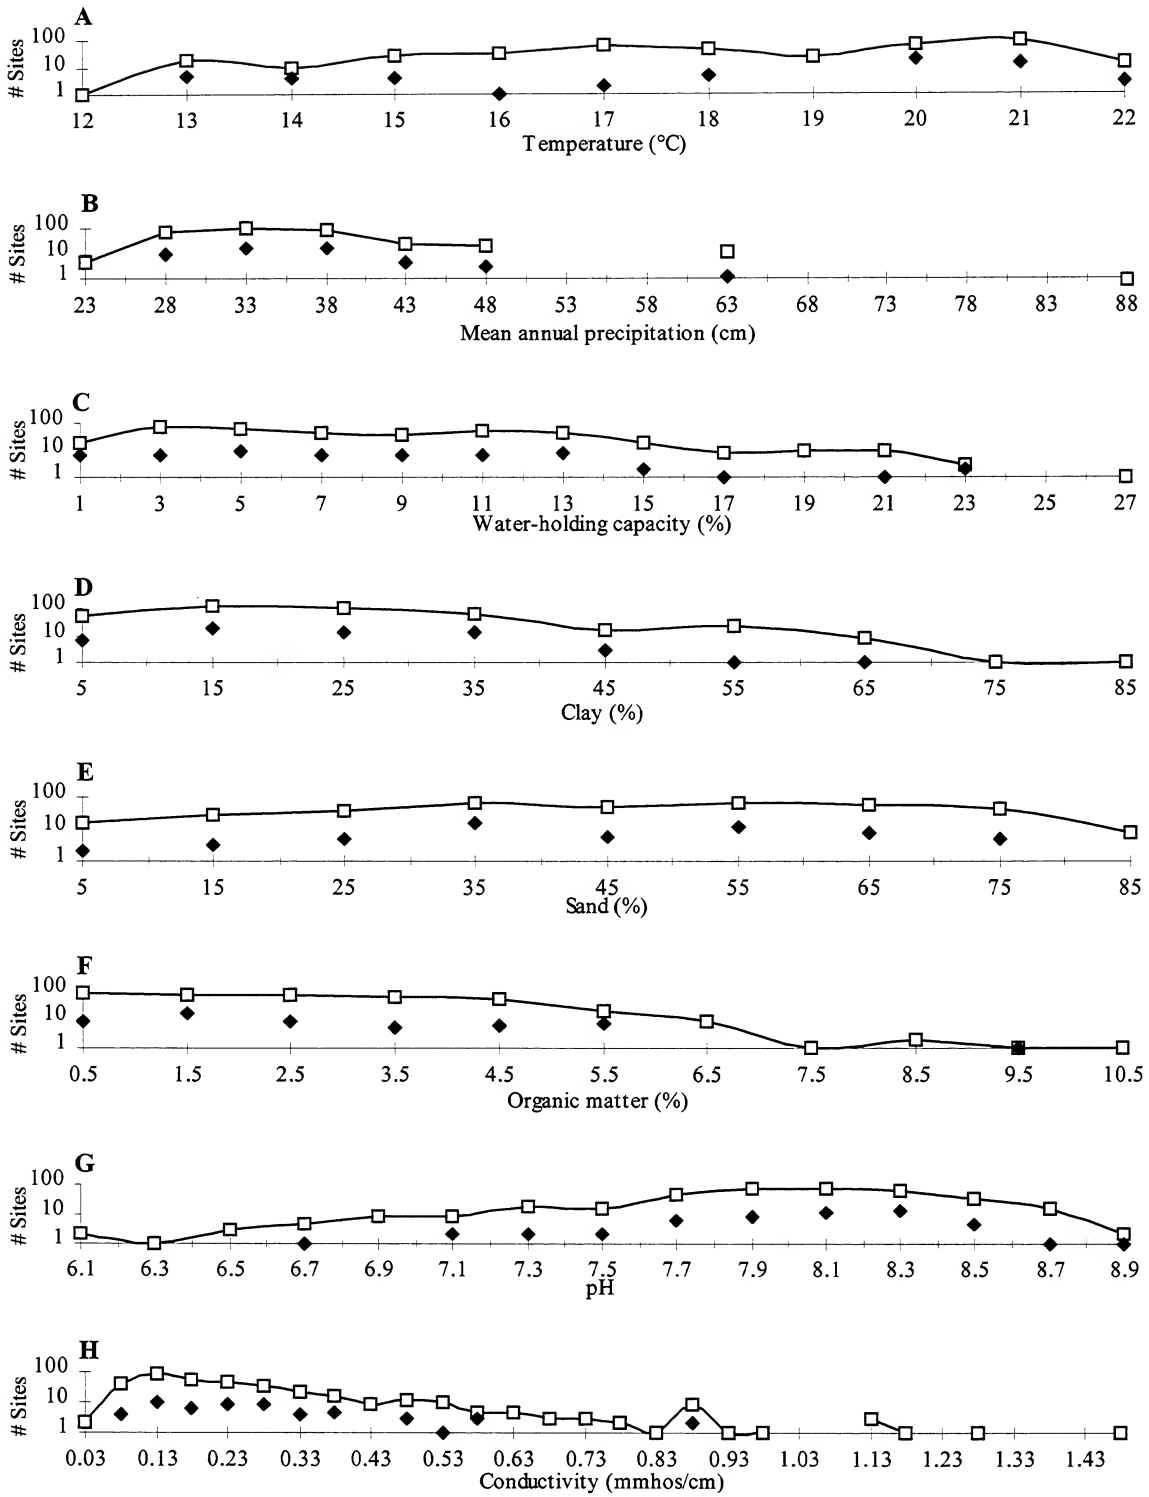 A
# Sites
100
10
1
12 13 14 15 16 17 18 19 20 21 22
Temperature (°C)
B
# Sites
100
10
1
23 28 33 38 43 48 53 58 63 68 73 78 83 88
Mean annual precipitation (cm)
C
# Sites
100
10
1
1 3 5 7 9 11 13 15 17 19 21 23 25 27
Water-holding capacity (%)
D
# Sites
100
10
1
5 15 25 35 45 55 65 75 85
Clay (%)
E
# Sites
100
10
1
5 15 25 35 45 55 65 75 85
Sand (%)
F
# Sites
100
10
1
0.5 1.5 2.5 3.5 4.5 5.5 6.5 7.5 8.5 9.5 10.5
Organic matter (%)
G
# Sites
100
10
1
6.1 6.3 6.5 6.7 6.9 7.1 7.3 7.5 7.7 7.9 8.1 8.3 8.5 8.7 8.9
pH
H
# Sites
100
10
1
0.03 0.13 0.23 0.33 0.43 0.53 0.63 0.73 0.83 0.93 1.03 1.13 1.23 1.33 1.43
Conductivity (mmhos/cm)